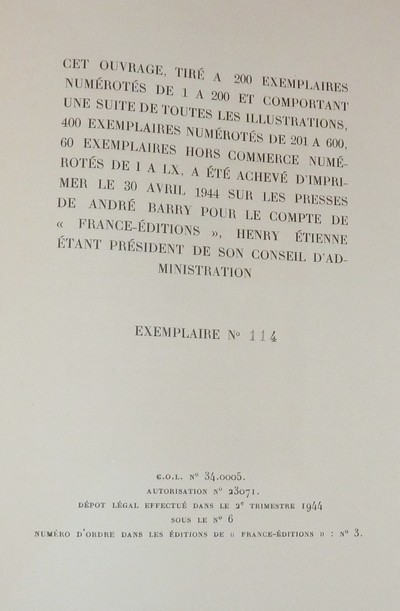 CET OUVRAGE, TIRÉ A 200 EXEMPLAIRES
NUMÉROTÉS DE 1 A 200 ET COMPORTANT
UNE SUITE DE TOUTES LES ILLUSTRATIONS,
400 EXEMPLAIRES NUMÉROTÉS DE 201 A 600,
60 EXEMPLAIRES HORS COMMERCE NUMÉ-
ROTÉS DE I A LX, A ÉTÉ ACHEVÉ D'IMPRI-
MER LE 30 AVRIL 1944 SUR LES PRESSES
DE ANDRÉ BARRY POUR LE COMPTE DE
« FRANCE-ÉDITIONS », HENRY ÉTIENNE
ÉTANT PRÉSIDENT DE SON CONSEIL D'AD-
MINISTRATION
EXEMPLAIRE No 114
C.O.L. N° 34.0005.
AUTORISATION N° 23071.
DÉPOT LÉGAL EFFECTUÉ DANS LE 2e TRIMESTRE 1944
SOUS LE N° 6
NUMÉRO D'ORDRE DANS LES ÉDITIONS DE « FRANCE-ÉDITIONS » : N° 3.